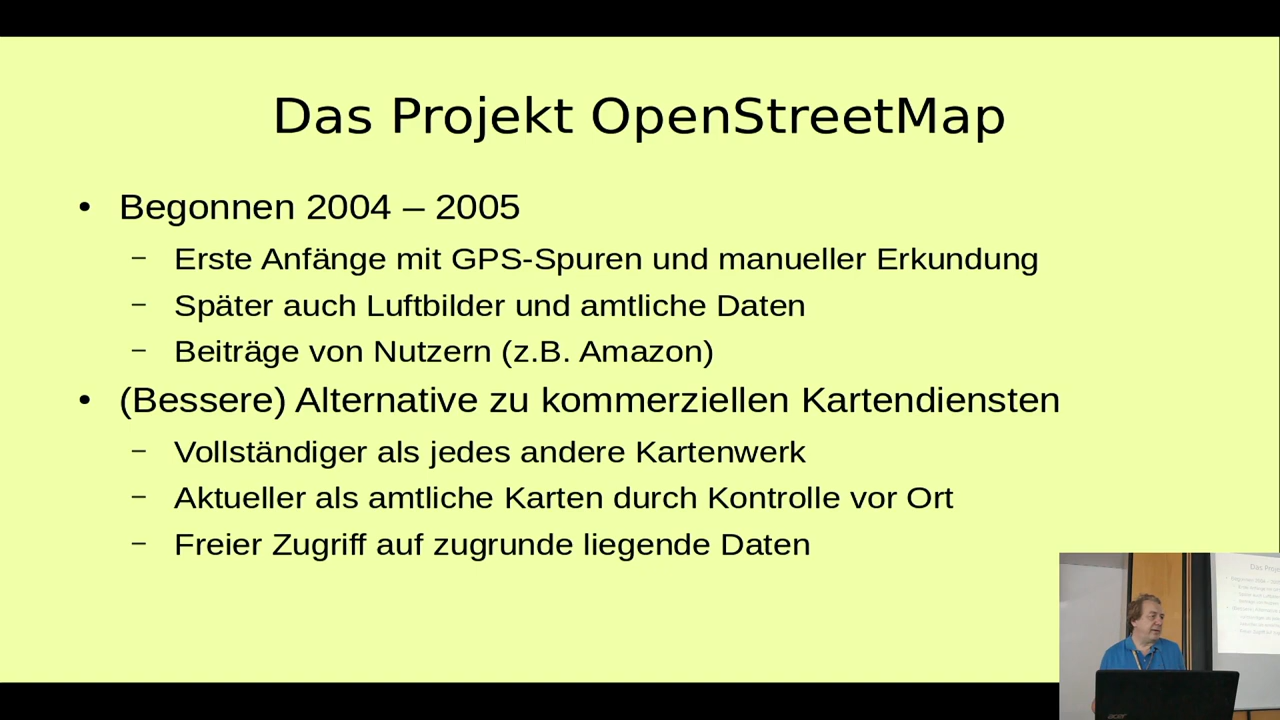 Das Projekt OpenStreetMap
• Begonnen 2004 – 2005
– Erste Anfänge mit GPS-Spuren und manueller Erkundung
– Später auch Luftbilder und amtliche Daten
– Beiträge von Nutzern (z.B. Amazon)
• (Bessere) Alternative zu kommerziellen Kartendiensten
– Vollständiger als jedes andere Kartenwerk
– Aktueller als amtliche Karten durch Kontrolle vor Ort
– Freier Zugriff auf zugrunde liegende Daten
acer